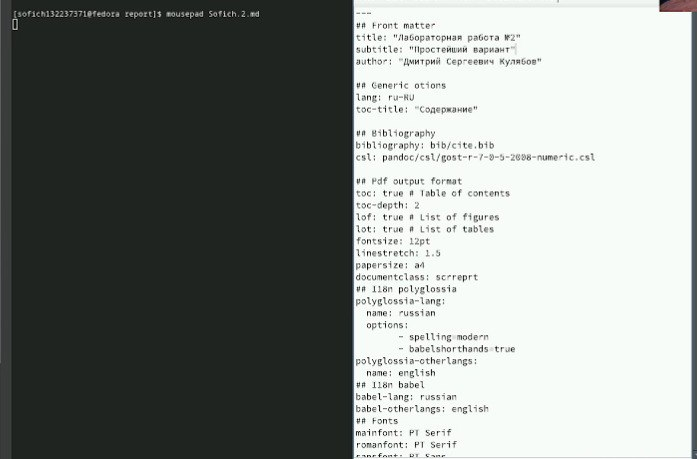 [sofich132237371@fedora report]$ mousepad Sofich.2.md
---
## Front matter
title: "Лабораторная работа №2"
subtitle: "Простейший вариант"
author: "Дмитрий Сергеевич Кулябов"
## Generic otions
lang: ru-RU
toc-title: "Содержание"
## Bibliography
bibliography: bib/cite.bib
csl: pandoc/csl/gost-r-7-0-5-2008-numeric.csl
## Pdf output format
toc: true # Table of contents
toc-depth: 2
lof: true # List of figures
lot: true # List of tables
fontsize: 12pt
linestretch: 1.5
papersize: a4
documentclass: scrreprt
## I18n polyglossia
polyglossia-lang:
name: russian
options:
- spelling=modern
- babelshorthands=true
polyglossia-otherlangs:
name: english
## I18n babel
babel-lang: russian
babel-otherlangs: english
## Fonts
mainfont: PT Serif
romanfont: PT Serif
sansfont: PT Sans